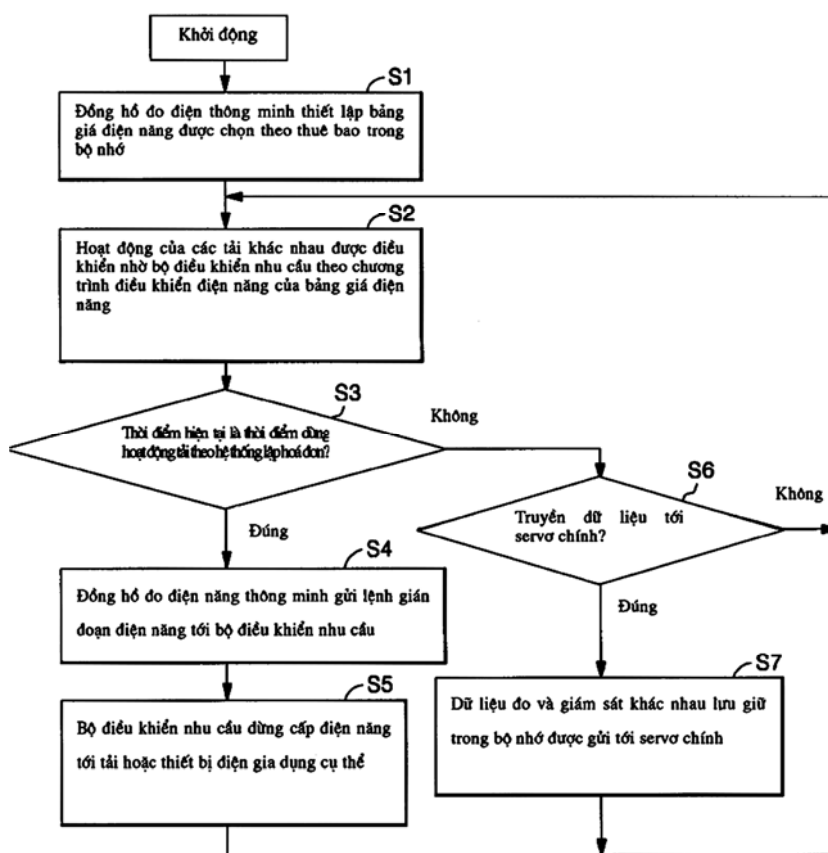 Khởi động
S1
Đồng hồ đo điện thông minh thiết lập bảng
giá điện năng được chọn theo thuê bao trong
bộ nhớ
S2
Hoạt động của các tải khác nhau được điều
khiển nhờ bộ điều khiển nhu cầu theo chương
trình điều khiển điện năng của bảng giá điện
năng
S3
Không
Thời điểm hiện tại là thời điểm dừng
hoạt động tải theo hệ thống lập hoá đơn?
S6
Không
Truyền dữ liệu tới
servơ chính?
Đúng
S4
Đồng hồ đo điện năng thông minh gửi lệnh gián
đoạn điện năng tới bộ điều khiển nhu cầu
Đúng
S5
Bộ điều khiển nhu cầu dừng cấp điện năng
tới tải hoặc thiết bị điện gia dụng cụ thể
S7
Dữ liệu đo và giám sát khác nhau lưu giữ
trong bộ nhớ được gửi tới servơ chính